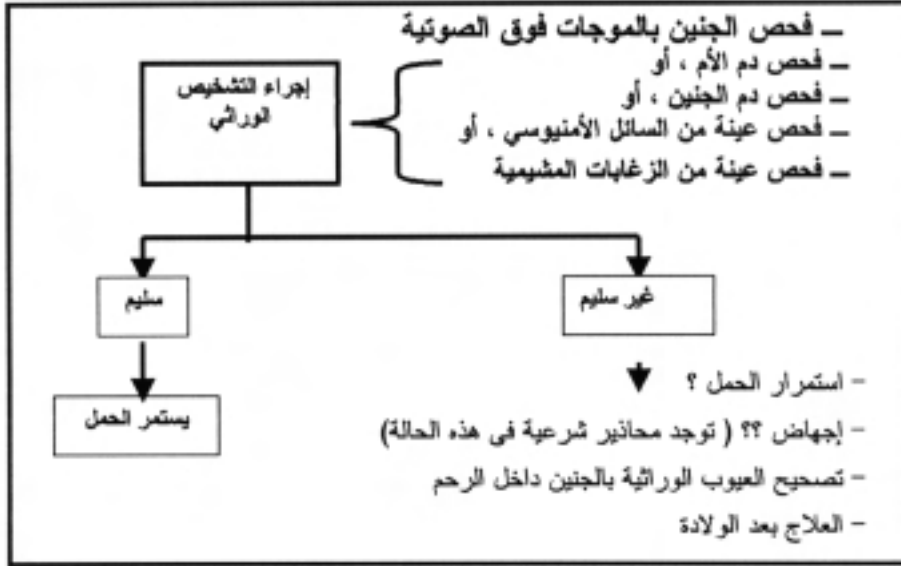 ـ فحص الجنين بالموجات فوق الصوتية
ـ فحص دم الأم ، أو
ـ فحص دم الجنين ، أو
ـ فحص عينة من السائل الأمنيوسي ، أو
ـ فحص عينة من الزغابات المشيمية
إجراء التشخيص
الوراثي
غير سليم
سليم
يستمر الحمل
- استمرار الحمل ؟
- إجهاض ؟؟ ( توجد محاذير شرعية فى هذه الحالة)
- تصحيح العيوب الوراثية بالجنين داخل الرحم
- العلاج بعد الولادة